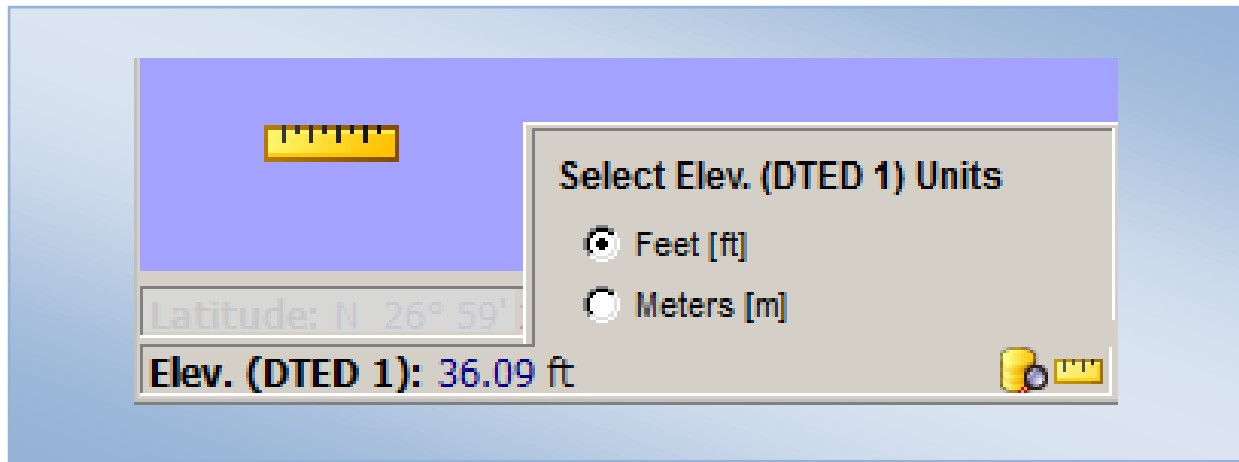 Select Elev. (DTED 1) Units
Feet [ft]
Meters [m]
Latitude: N 26° 59'
Elev. (DTED 1): 36.09 ft